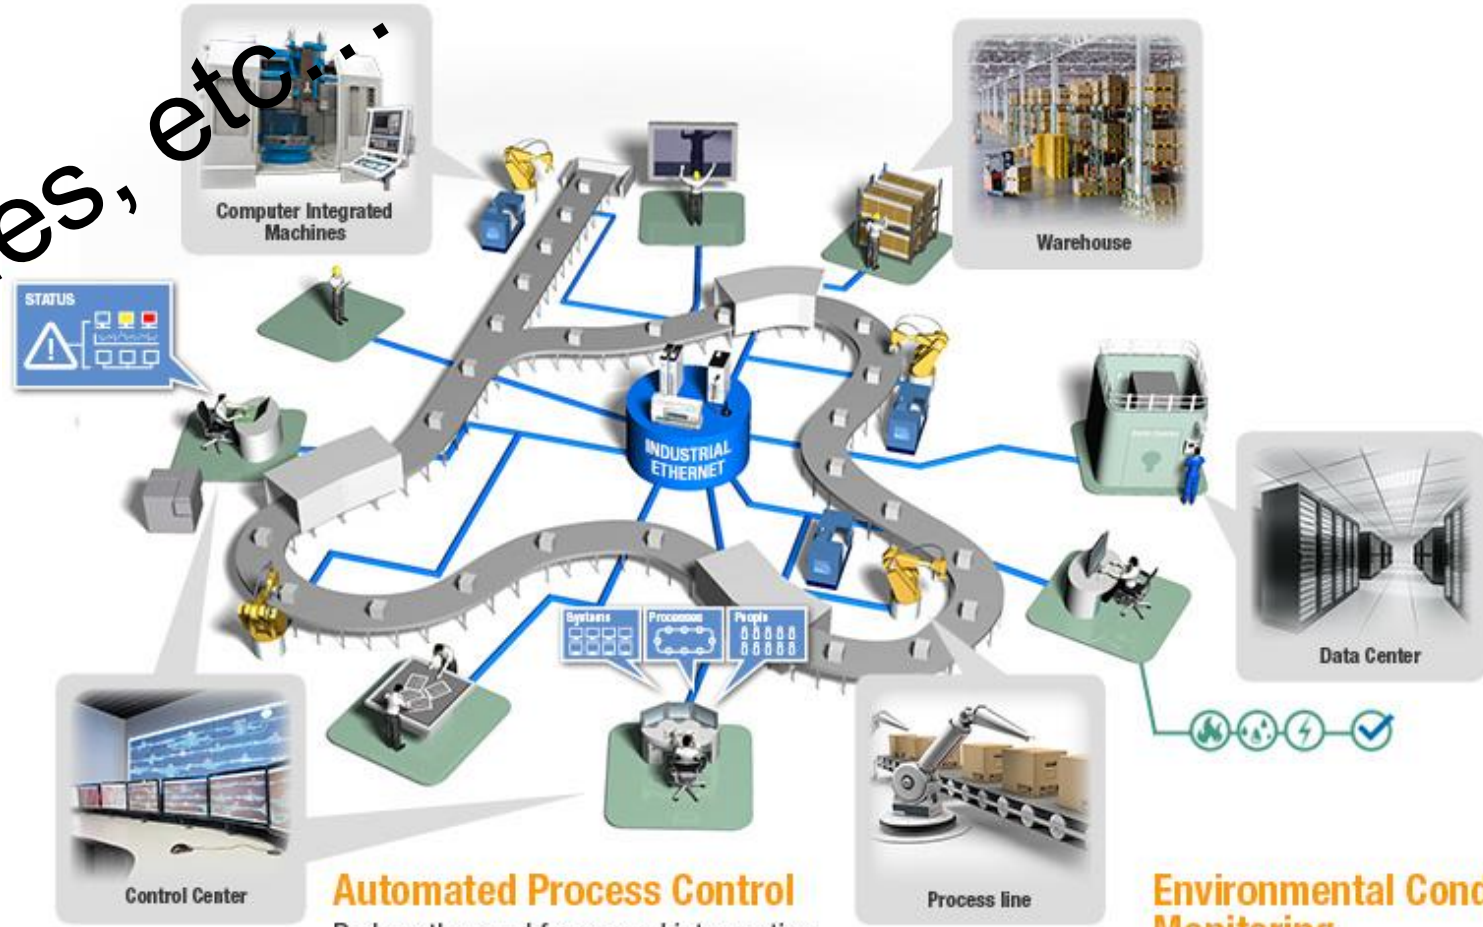 es, etc...
Computer Integrated
Machines
Warehouse
STATUS
INDUSTRIAL
ETHERNET
Systems
Processes
People
Data Center
Control Center
Process line
Automated Process Control
Environmental Cond
Monitoring